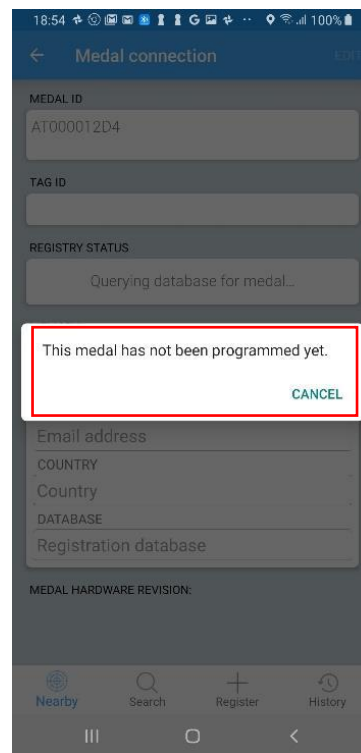 18:54 100%
Medal connection EDIT
MEDAL ID
AT000012D4
TAG ID
REGISTRY STATUS
Querying database for medal...
This medal has not been programmed yet.
CANCEL
Email address
COUNTRY
Country
DATABASE
Registration database
MEDAL HARDWARE REVISION:
Nearby Search Register History